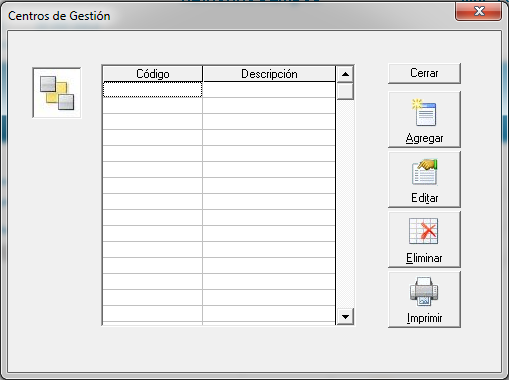 Centros de Gestión
Código Descripción
Cerrar
Agregar
Editar
Eliminar
Imprimir